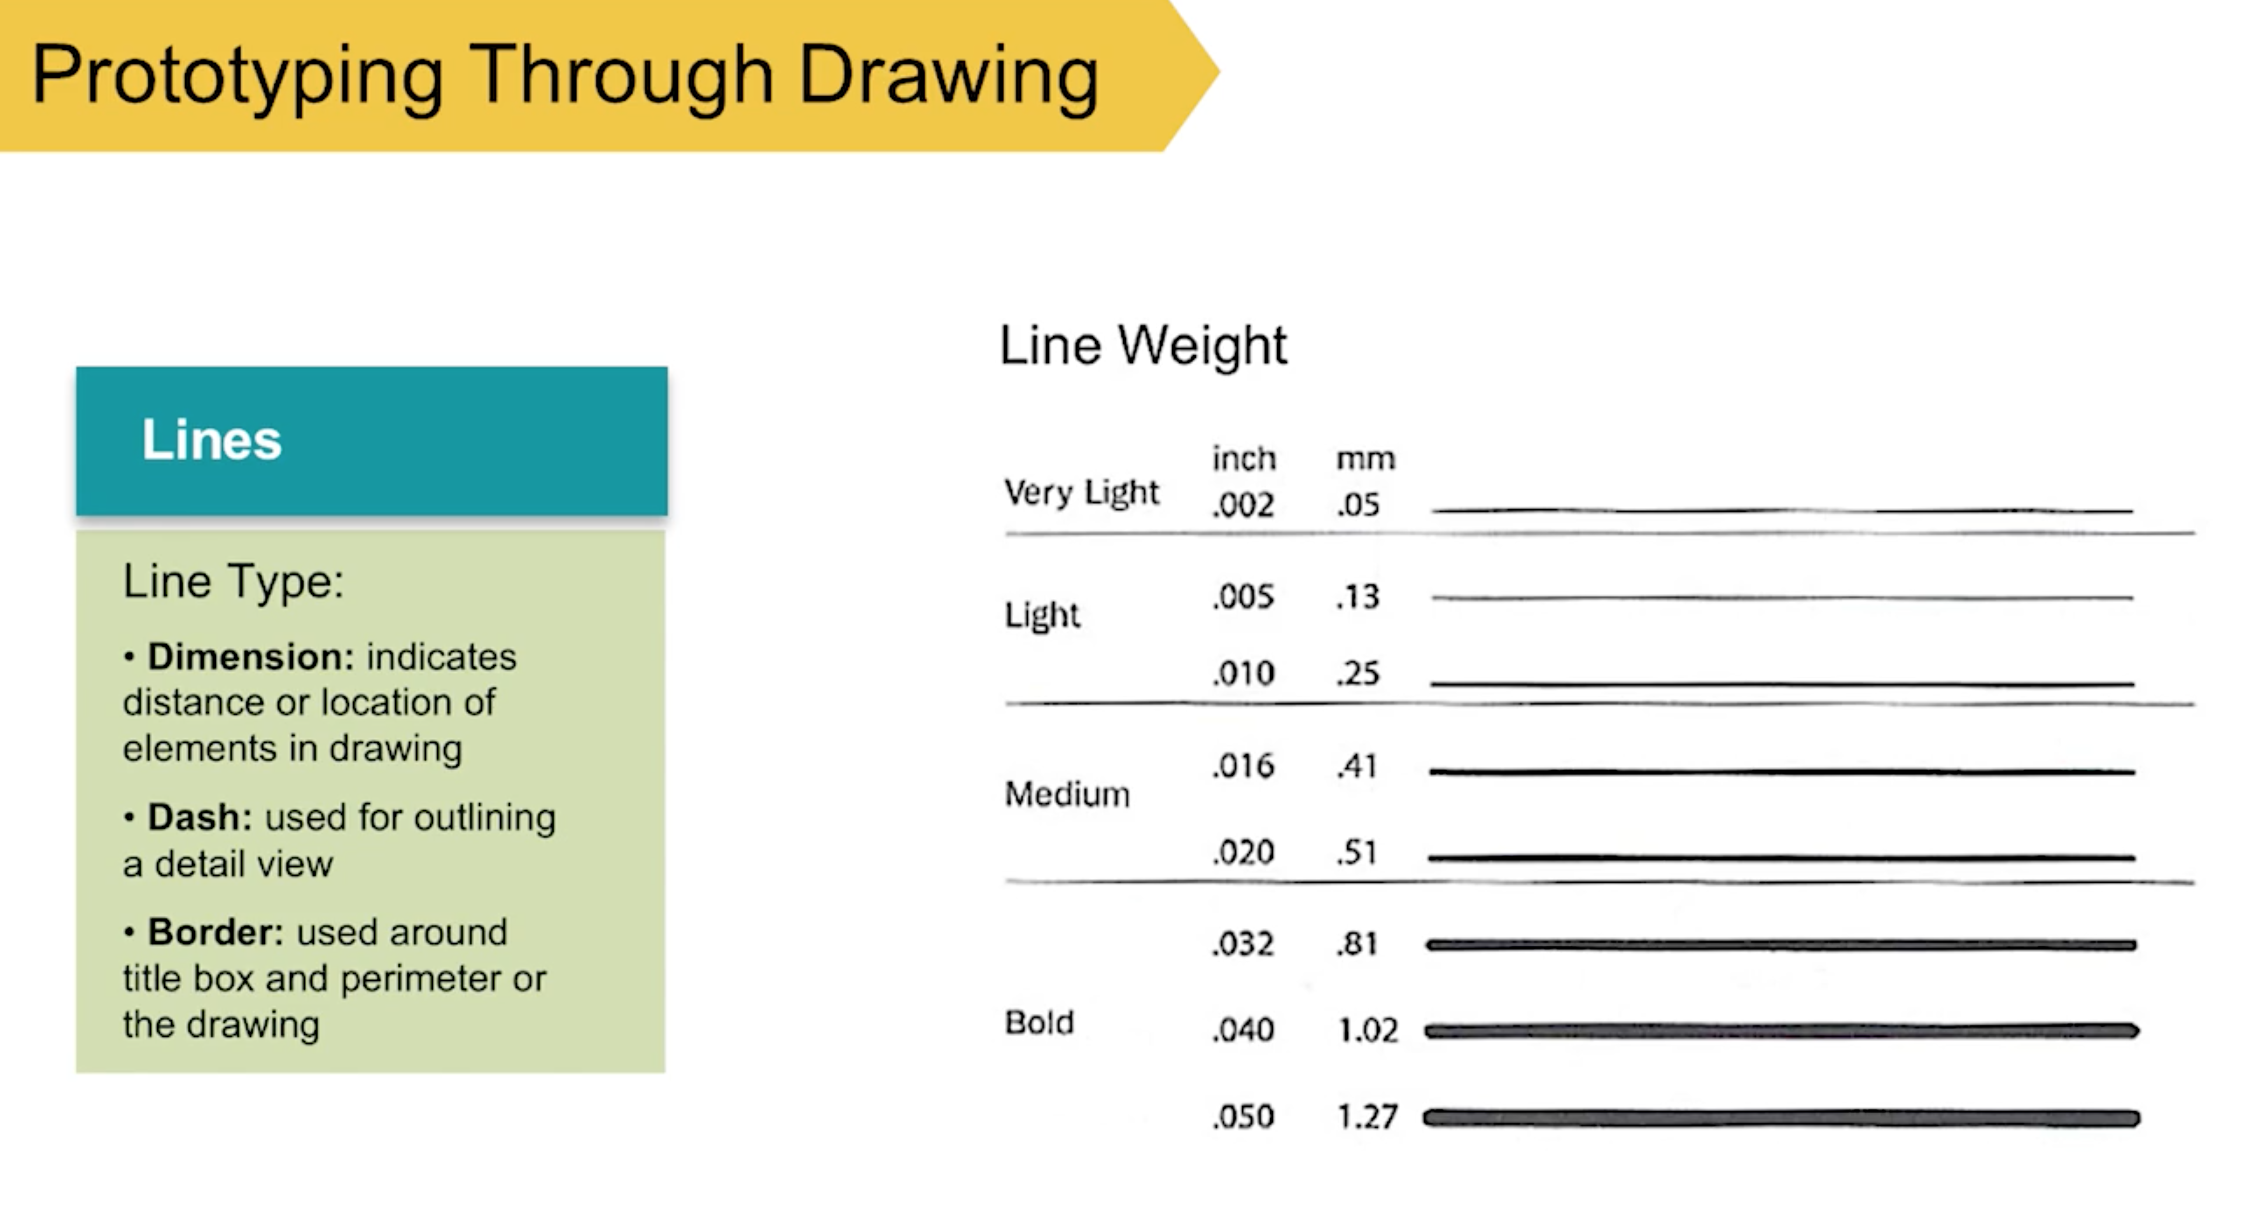 Prototyping Through Drawing
Lines
Line Type:
• Dimension: indicates
distance or location of
elements in drawing
• Dash: used for outlining
a detail view
• Border: used around
title box and perimeter or
the drawing
Line Weight
inch mm
Very Light .002 .05
.005 .13
Light
.010 .25
.016 .41
Medium
.020 .51
.032 .81
Bold .040 1.02
.050 1.27